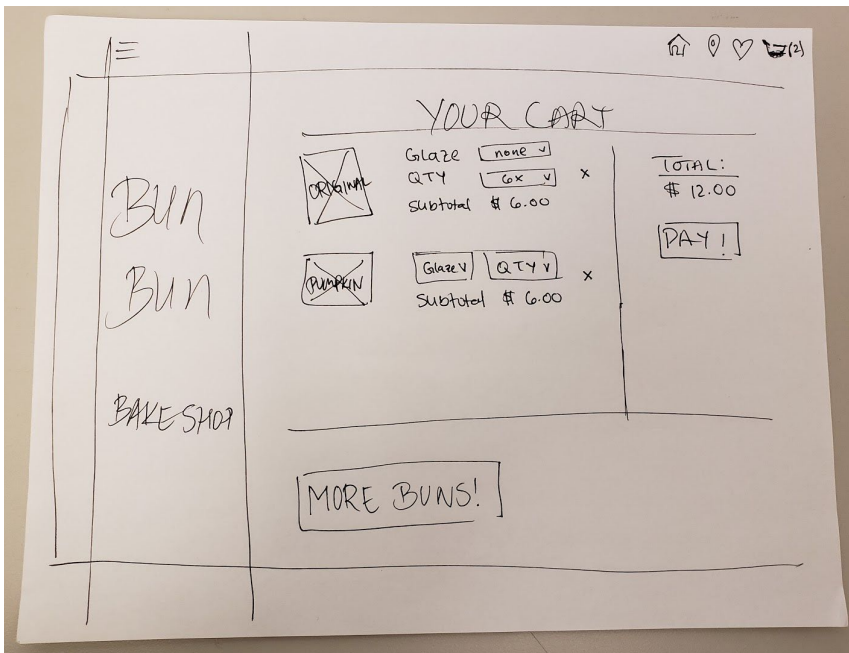 (2)
YOUR CART
ORIGINAL
Glaze none
QTY 6x
Subtotal $ 6.00
x
PUMPKIN
Glaze QTY
Subtotal $ 6.00
x
TOTAL:
$ 12.00
PAY!
Bun
Bun
BAKESHOP
MORE BUNS!